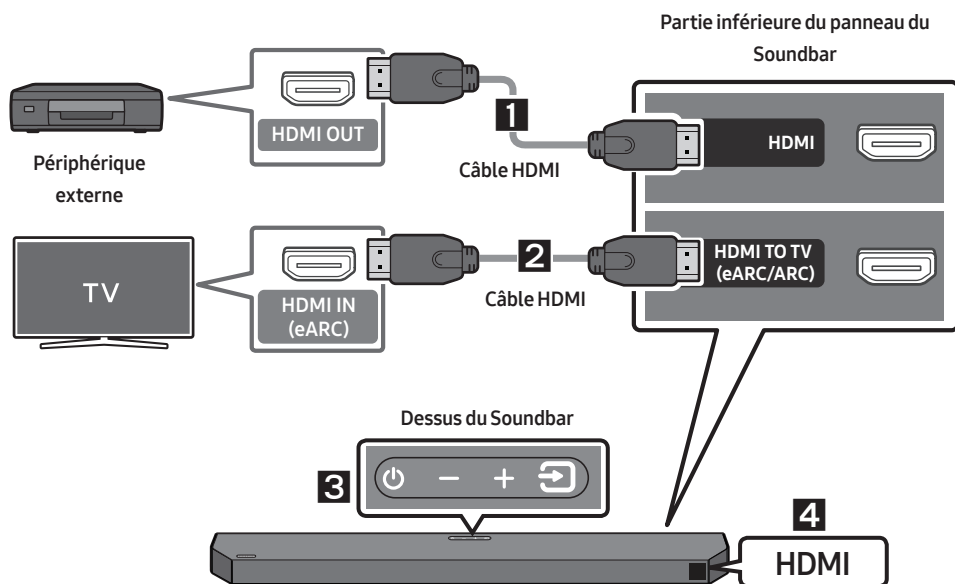 Partie inférieure du panneau du
Soundbar
HDMI OUT
1
HDMI
Câble HDMI
Périphérique
externe
TV
HDMI IN
(eARC)
2
Câble HDMI
HDMI TO TV
(eARC/ARC)
Dessus du Soundbar
3
4
HDMI